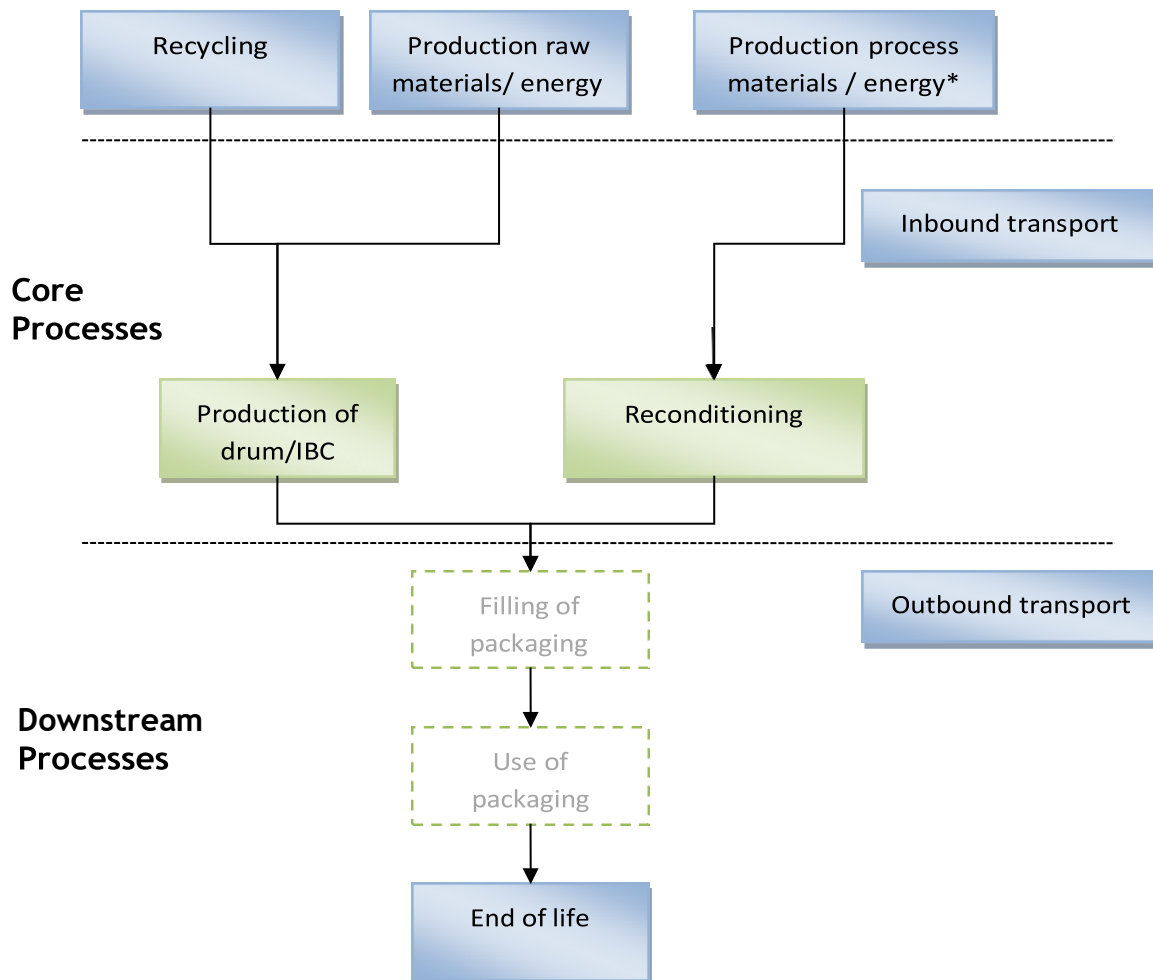 Recycling
Production raw
materials/ energy
Production process
materials / energy*
Inbound transport
Core
Processes
Production of
drum/IBC
Reconditioning
Filling of
packaging
Outbound transport
Downstream
Processes
Use of
packaging
End of life